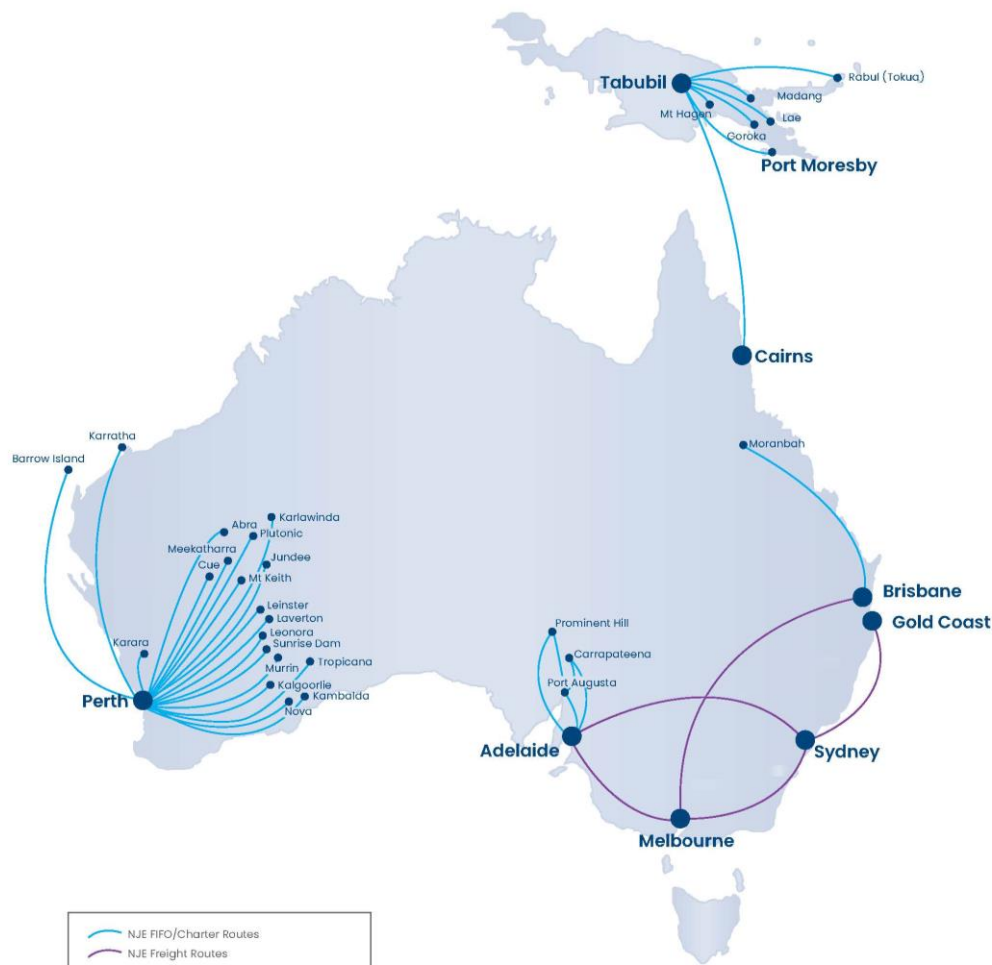 Tabubil
Rabul (Tokua)
Madang
Mt Hagen
Lae
Goroka
Port Moresby
Cairns
Moranbah
Karratha
Barrow Island
Karlawinda
Abra
Plutonic
Meekatharra
Jundee
Cue
Mt Keith
Leinster
Laverton
Leonora
Sunrise Dam
Karara
Tropicana
Murrin
Kalgoorlie
Kambalda
Perth
Nova
Brisbane
Gold Coast
Prominent Hill
Carrapateena
Port Augusta
Adelaide
Sydney
Melbourne
NJE FIFO/Charter Routes
NJE Freight Routes